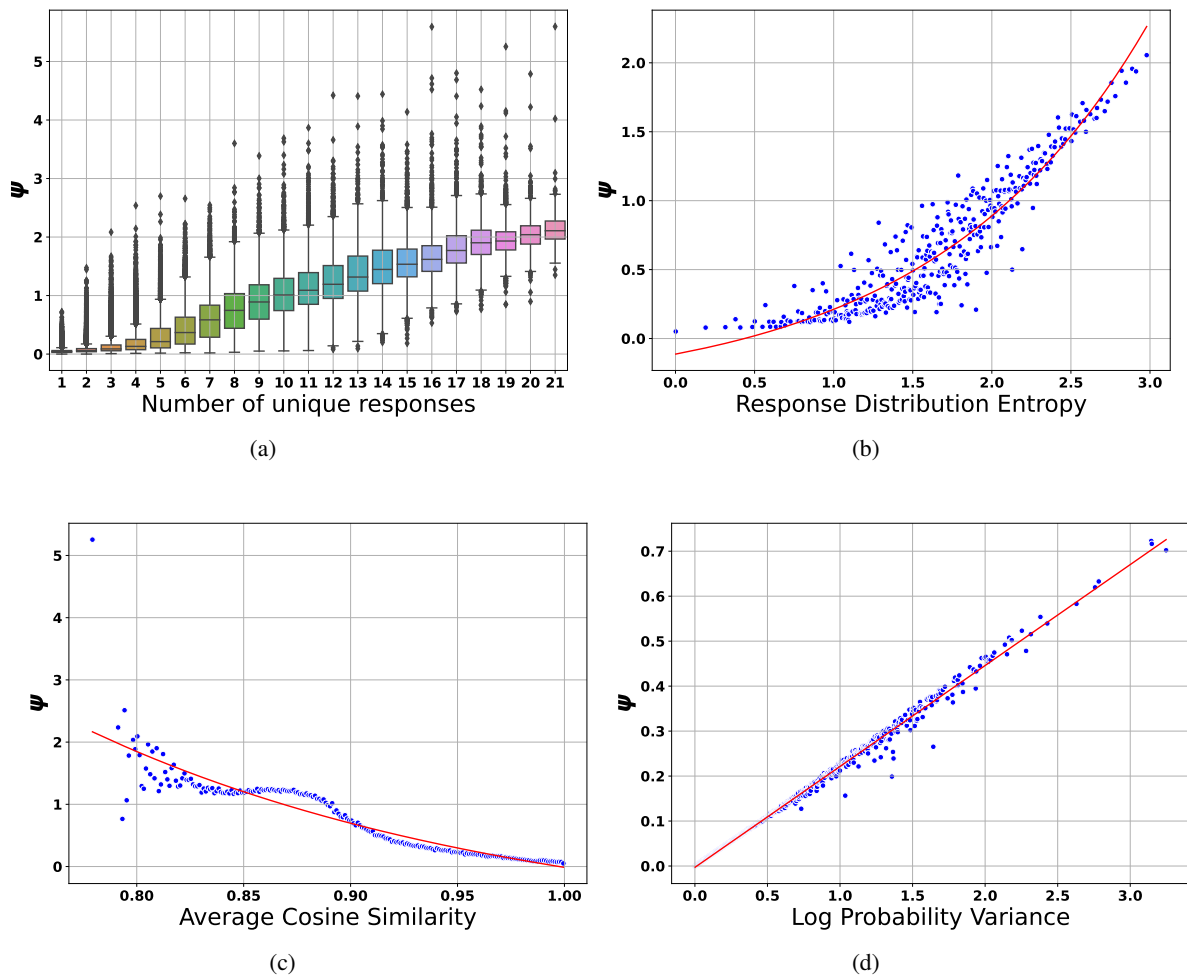 5
4
3
2
1
0
ψ
1 2 3 4 5 6 7 8 9 10 11 12 13 14 15 16 17 18 19 20 21
Number of unique responses
(a)
2.0
1.5
1.0
0.5
0.0
ψ
0.0 0.5 1.0 1.5 2.0 2.5 3.0
Response Distribution Entropy
(b)
5
4
3
2
1
0
ψ
0.80 0.85 0.90 0.95 1.00
Average Cosine Similarity
(c)
0.7
0.6
0.5
0.4
0.3
0.2
0.1
0.0
ψ
0.0 0.5 1.0 1.5 2.0 2.5 3.0
Log Probability Variance
(d)